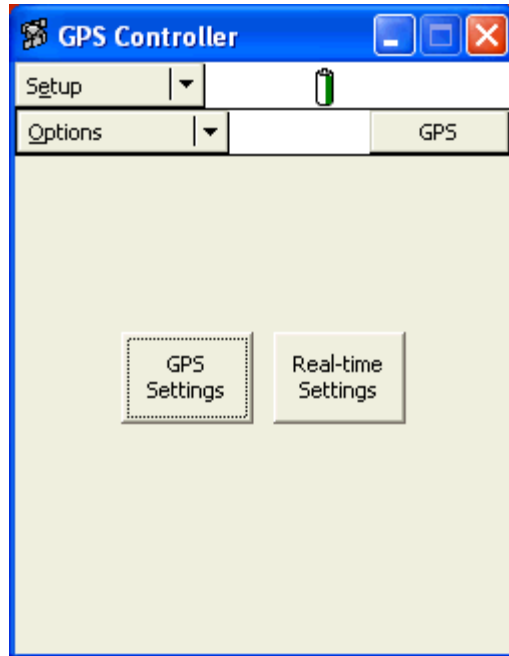 GPS Controller
Setup
Options
GPS
GPS
Settings
Real-time
Settings